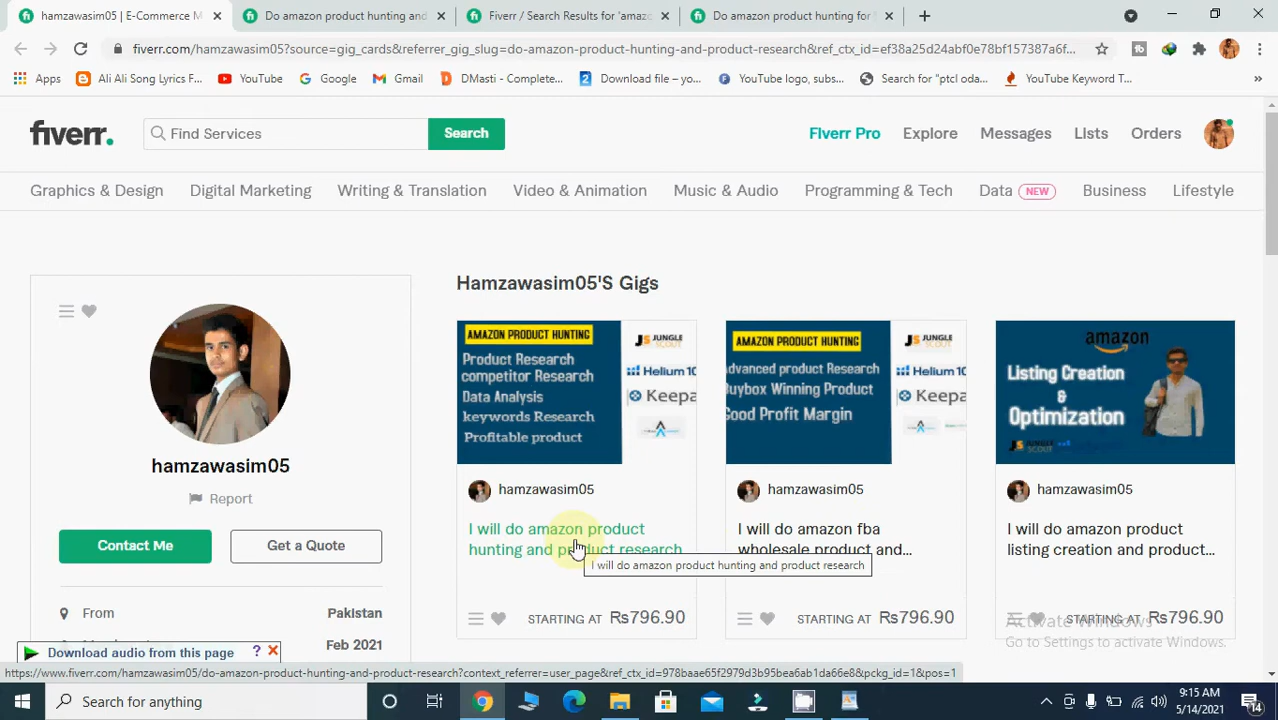 hamzawasim05 | E-Commerce M
Do amazon product hunting and
Fiverr / Search Results for 'amaz
Do amazon product hunting for f
fiverr.com/hamzawasim05?source=gig_cards&referrer_gig_slug=do-amazon-product-hunting-and-product-research&ref_ctx_id=ef38a25d24abf0e78bf157387a6f...
Apps
Ali Ali Song Lyrics F...
YouTube
Google
Gmail
DMasti - Complete...
Download file – yo...
YouTube logo, subs...
Search for "ptcl oda...
YouTube Keyword T...
fiverr.
Find Services
Search
Fiverr Pro
Explore
Messages
Lists
Orders
Graphics & Design
Digital Marketing
Writing & Translation
Video & Animation
Music & Audio
Programming & Tech
Data NEW
Business
Lifestyle
hamzawasim05
Report
Contact Me
Get a Quote
From Pakistan
Feb 2021
Hamzawasim05'S Gigs
AMAZON PRODUCT HUNTING
Product Research
competitor Research
Data Analysis
keywords Research
Profitable product
JS JUNGLE SCOUT
Helium 10
Keepa
hamzawasim05
I will do amazon product
hunting and product research
STARTING AT Rs796.90
AMAZON PRODUCT HUNTING
Advanced product Research
Buybox Winning Product
Good Profit Margin
JS JUNGLE SCOUT
Helium 10
Keepa
hamzawasim05
I will do amazon fba
wholesale product and...
STARTING AT Rs796.90
amazon
Listing Creation
&
Optimization
JS JUNGLE SCOUT
hamzawasim05
I will do amazon product
listing creation and product...
STARTING AT Rs796.90
I will do amazon product hunting and product research
Activate Windows
Go to Settings to activate Windows.
Download audio from this page
?
https://www.fiverr.com/hamzawasim05/do-amazon-product-hunting-and-product-research?context_referrer=user_page&ref_ctx_id=978baae65f2979d3b95bea6ab1da66e8&pckg_id=1&pos=1
Search for anything
9:15 AM
5/14/2021
14